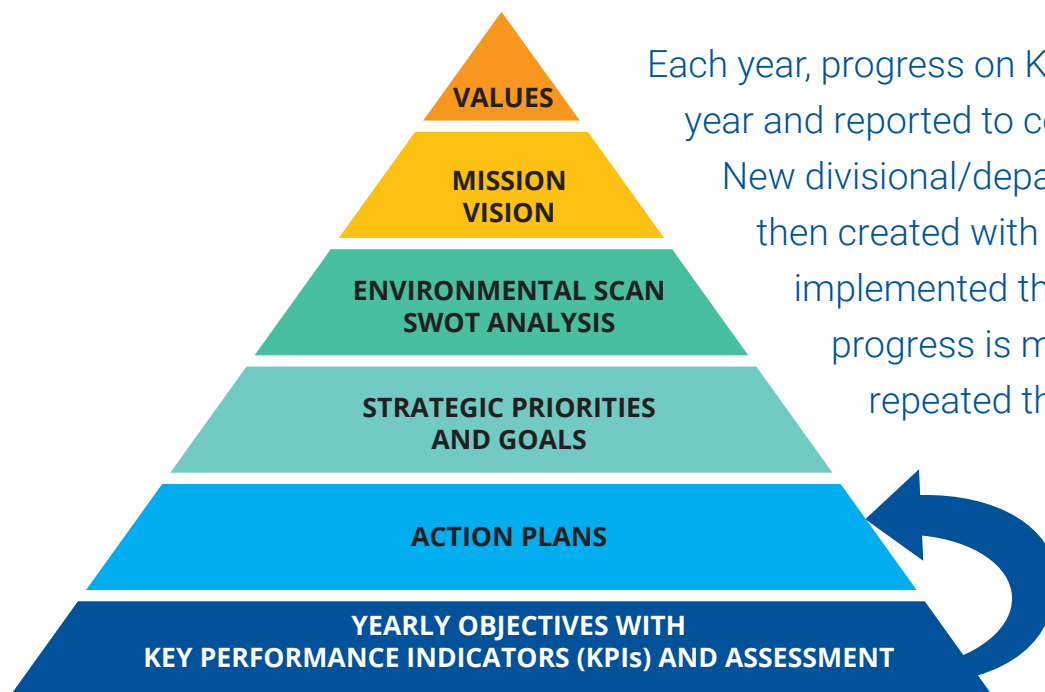 VALUES
MISSION
VISION
ENVIRONMENTAL SCAN
SWOT ANALYSIS
STRATEGIC PRIORITIES
AND GOALS
ACTION PLANS
YEARLY OBJECTIVES WITH
KEY PERFORMANCE INDICATORS (KPIs) AND ASSESSMENT
Each year, progress on
year and reported to
New divisional/
then created with
implemented
progress is
repeated